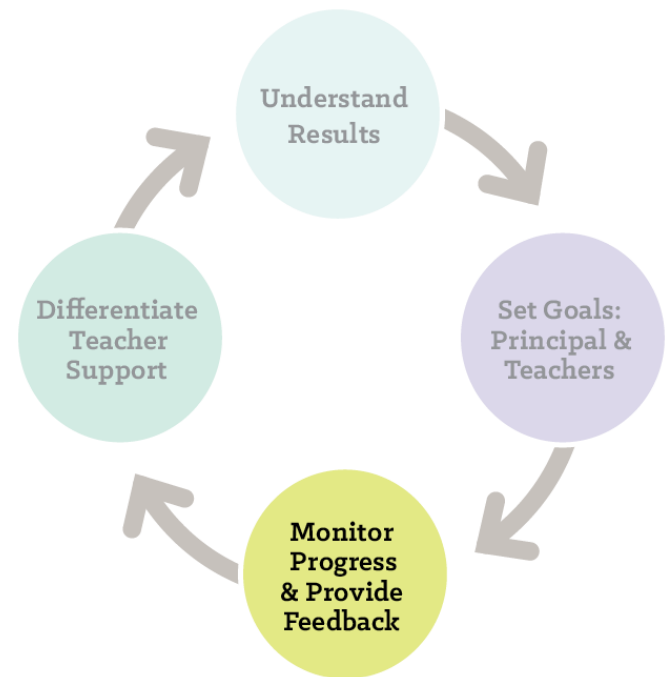 Understand
Results
Set Goals:
Principal &
Teachers
Monitor
Progress
& Provide
Feedback
Differentiate
Teacher
Support